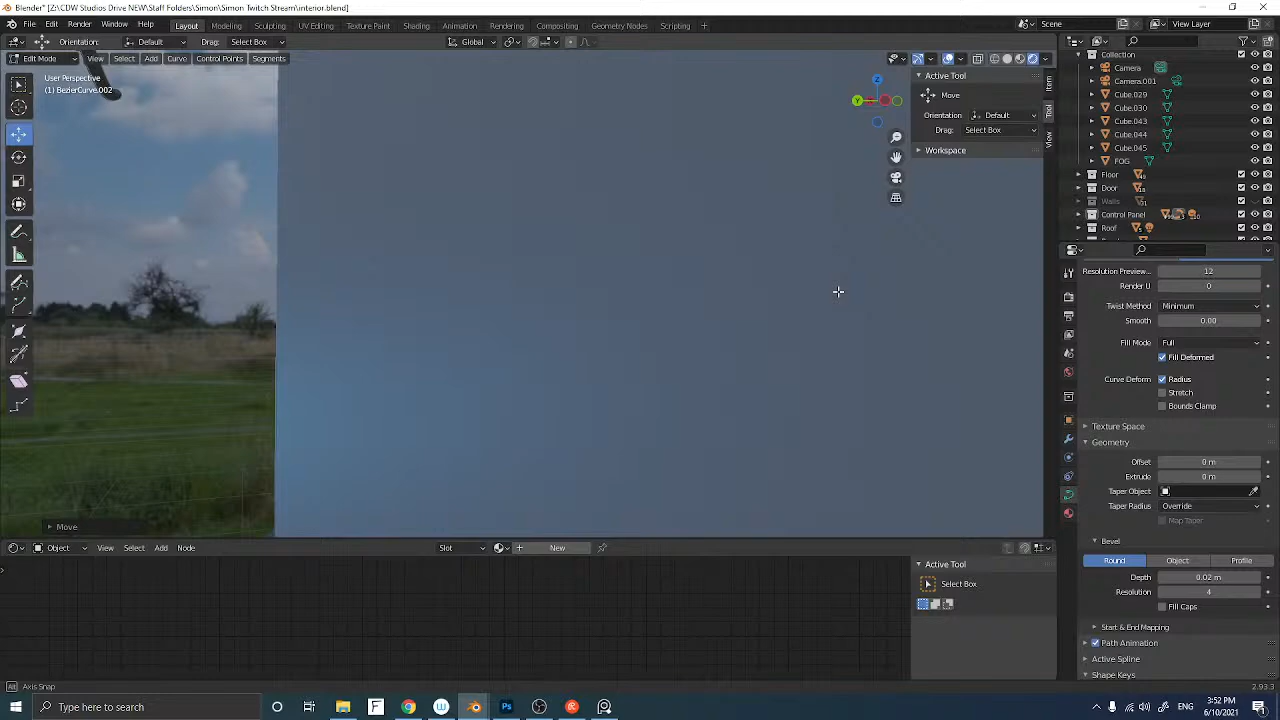 Blender* [Z:\CDW Studios Drive NEW\Staff Folders\Simon\Simon Twitch Stream\interior.blend]
File Edit Render Window Help Layout Modeling Sculpting UV Editing Texture Paint Shading Animation Rendering Compositing Geometry Nodes Scripting + Scene View Layer
Orientation: Default Drag: Select Box Global
Edit Mode View Select Add Curve Control Points Segments
User Perspective
(1) BezierCurve.002
Z
Y
Active Tool
Move
Orientation: Default
Drag: Select Box
Workspace
Item
Tool
View
Collection
Camera
Camera.001
Cube.029
Cube.030
Cube.043
Cube.044
Cube.045
FOG
Floor
Door
Walls
Control Panel
Roof
Resolution Preview... 12
Render U 0
Twist Method Minimum
Smooth 0.00
Fill Mode Full
Fill Deformed
Curve Deform Radius
Stretch
Bounds Clamp
Texture Space
Geometry
Offset 0 m
Extrude 0 m
Taper Object
Taper Radius Override
Map Taper
Bevel
Round Object Profile
Depth 0.02 m
Resolution 4
Fill Caps
Start & End Mapping
Path Animation
Active Spline
Shape Keys
Move
Object View Select Add Node Slot New
Active Tool
Select Box
Axis Snap
2.93.3
Type here to search
ENG
3:52 PM
6/10/2021